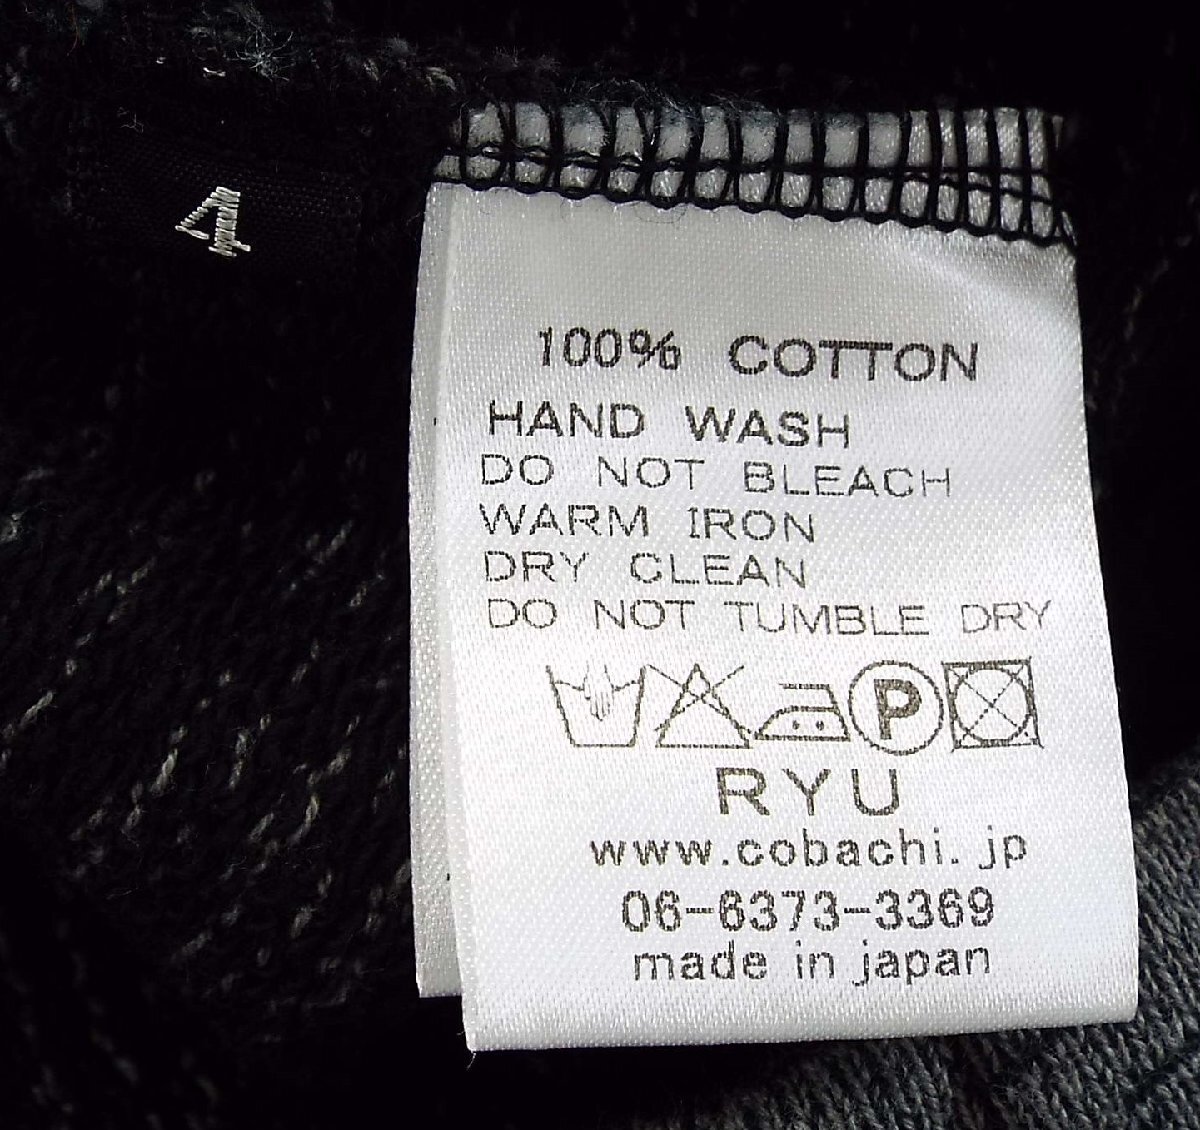 4
100% COTTON
HAND WASH
DO NOT BLEACH
WARM IRON
DRY CLEAN
DO NOT TUMBLE DRY
P
RYU
www.cobachi.jp
06-6373-3369
made in japan